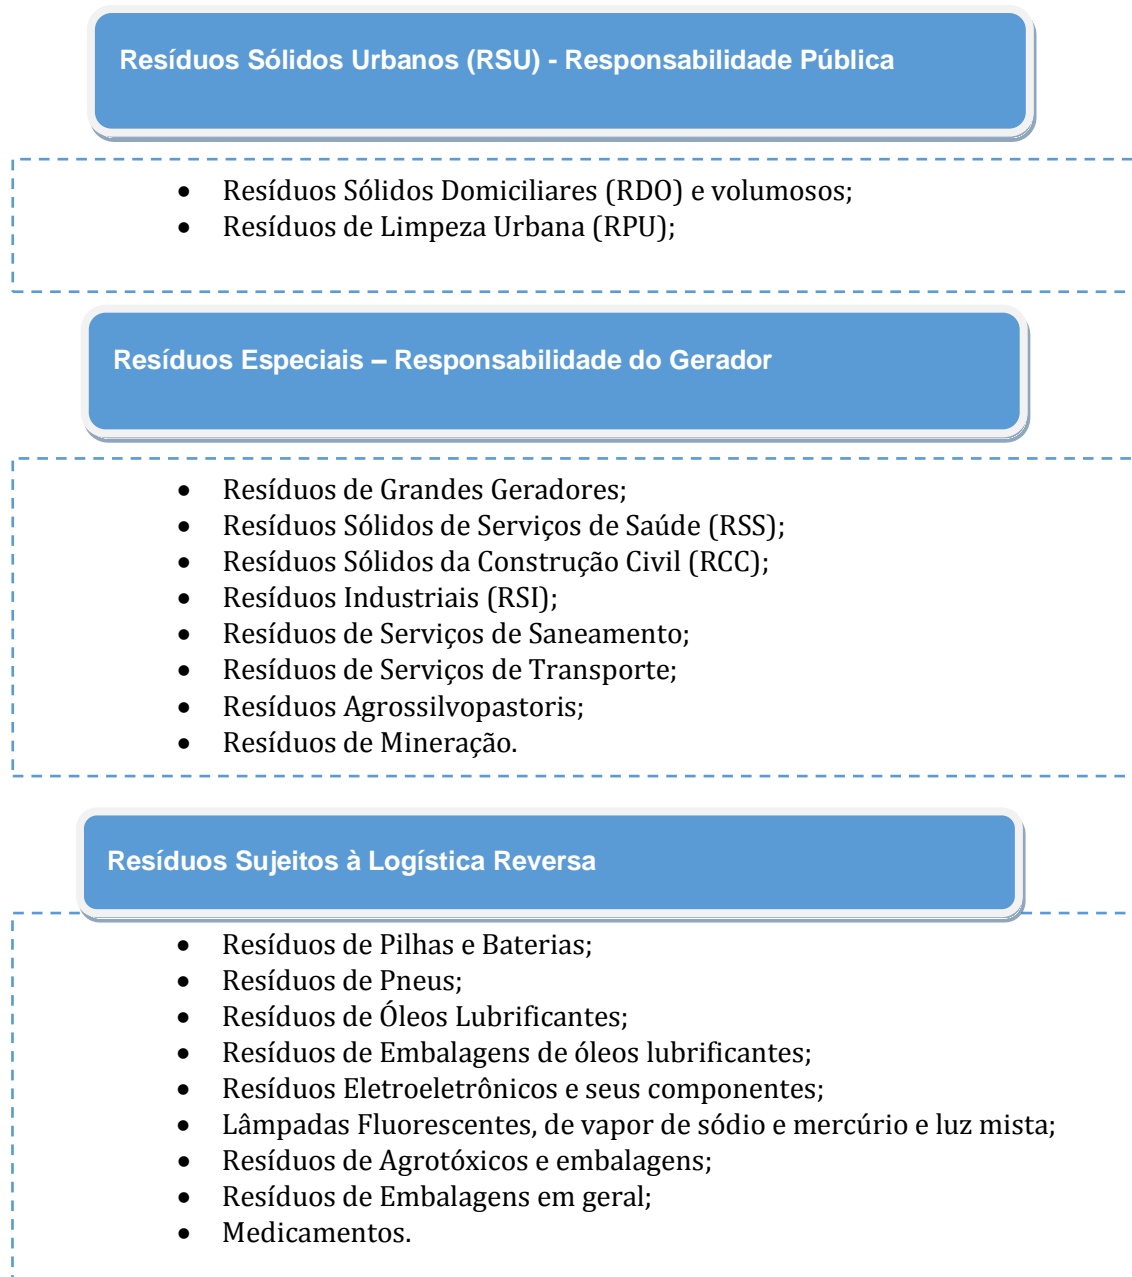 Resíduos Sólidos Urbanos (RSU) - Responsabilidade Pública
• Resíduos Sólidos Domiciliares (RDO) e volumosos;
• Resíduos de Limpeza Urbana (RPU);
Resíduos Especiais – Responsabilidade do Gerador
• Resíduos de Grandes Geradores;
• Resíduos Sólidos de Serviços de Saúde (RSS);
• Resíduos Sólidos da Construção Civil (RCC);
• Resíduos Industriais (RSI);
• Resíduos de Serviços de Saneamento;
• Resíduos de Serviços de Transporte;
• Resíduos Agrossilvopastoris;
• Resíduos de Mineração.
Resíduos Sujeitos à Logística Reversa
• Resíduos de Pilhas e Baterias;
• Resíduos de Pneus;
• Resíduos de Óleos Lubrificantes;
• Resíduos de Embalagens de óleos lubrificantes;
• Resíduos Eletroeletrônicos e seus componentes;
• Lâmpadas Fluorescentes, de vapor de sódio e mercúrio e luz mista;
• Resíduos de Agrotóxicos e embalagens;
• Resíduos de Embalagens em geral;
• Medicamentos.